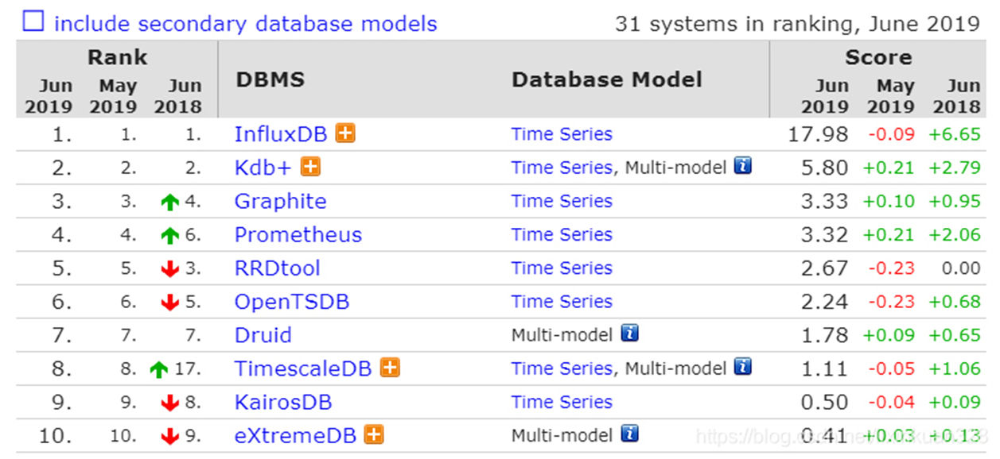 include secondary database models 31 systems in ranking, June 2019
Rank DBMS Database Model Score
Jun May Jun Jun May Jun
2019 2019 2018 2019 2019 2018
1. 1. 1. InfluxDB Time Series 17.98 -0.09 +6.65
2. 2. 2. Kdb+ Time Series, Multi-model 5.80 +0.21 +2.79
3. 3. 4. Graphite Time Series 3.33 +0.10 +0.95
4. 4. 6. Prometheus Time Series 3.32 +0.21 +2.06
5. 5. 3. RRDtool Time Series 2.67 -0.23 0.00
6. 6. 5. OpenTSDB Time Series 2.24 -0.23 +0.68
7. 7. 7. Druid Multi-model 1.78 +0.09 +0.65
8. 8. 17. TimescaleDB Time Series, Multi-model 1.11 -0.05 +1.06
9. 9. 8. KairosDB Time Series 0.50 -0.04 +0.09
10. 10. 9. eXtremeDB Multi-model 0.41 +0.03 +0.13